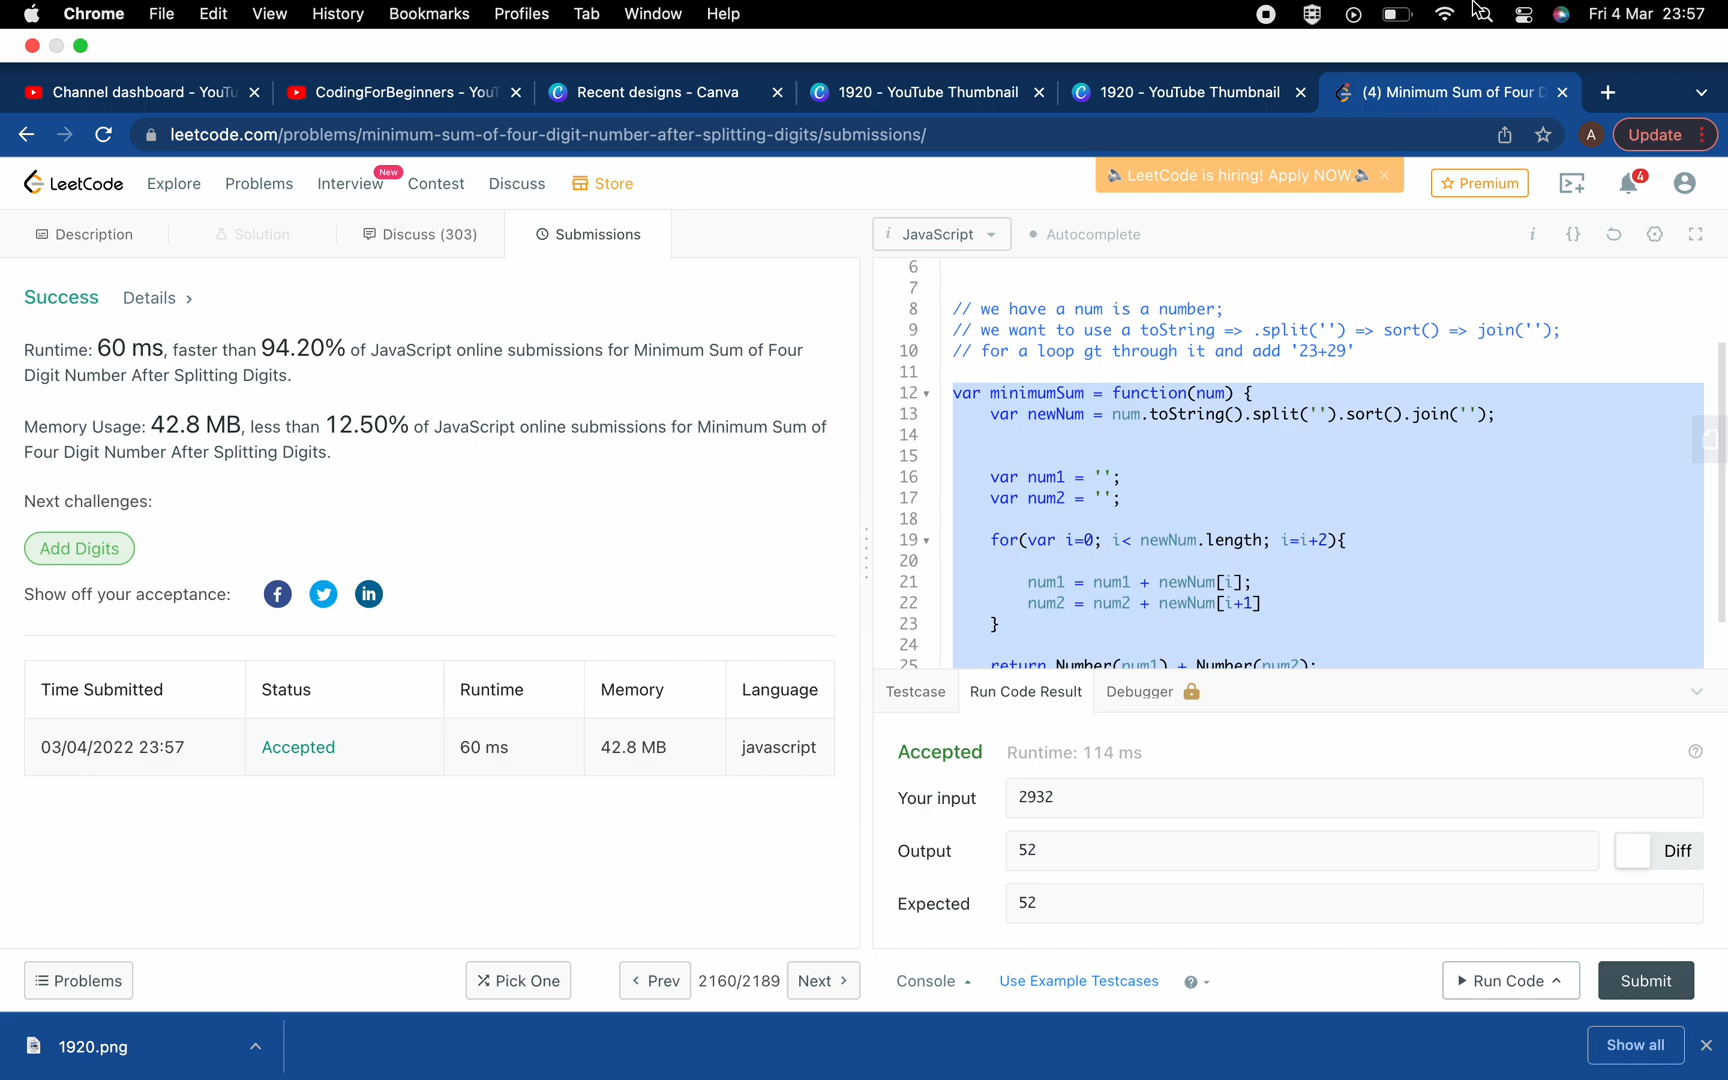 Chrome File Edit View History Bookmarks Profiles Tab Window Help Fri 4 Mar 23:57
Channel dashboard - YouTu CodingForBeginners - YouT Recent designs - Canva 1920 - YouTube Thumbnail 1920 - YouTube Thumbnail (4) Minimum Sum of Four D
leetcode.com/problems/minimum-sum-of-four-digit-number-after-splitting-digits/submissions/ A Update
LeetCode Explore Problems Interview New Contest Discuss Store LeetCode is hiring! Apply NOW. Premium 4
Description Solution Discuss (303) Submissions
i JavaScript Autocomplete i {}
Success Details >
Runtime: 60 ms, faster than 94.20% of JavaScript online submissions for Minimum Sum of Four
Digit Number After Splitting Digits.
Memory Usage: 42.8 MB, less than 12.50% of JavaScript online submissions for Minimum Sum of
Four Digit Number After Splitting Digits.
Next challenges:
Add Digits
Show off your acceptance:
Time Submitted Status Runtime Memory Language
03/04/2022 23:57 Accepted 60 ms 42.8 MB javascript
Problems Pick One < Prev 2160/2189 Next >
6
7
8 // we have a num is a number;
9 // we want to use a toString => .split('') => sort() => join('');
10 // for a loop gt through it and add '23+29'
11
12 var minimumSum = function(num) {
13 var newNum = num.toString().split('').sort().join('');
14
15
16 var num1 = '';
17 var num2 = '';
18
19 for(var i=0; i< newNum.length; i=i+2){
20
21 num1 = num1 + newNum[i];
22 num2 = num2 + newNum[i+1]
23 }
24
25 return Number(num1) + Number(num2);
Testcase Run Code Result Debugger
Accepted Runtime: 114 ms
Your input 2932
Output 52 Diff
Expected 52
Console Use Example Testcases Run Code Submit
1920.png Show all